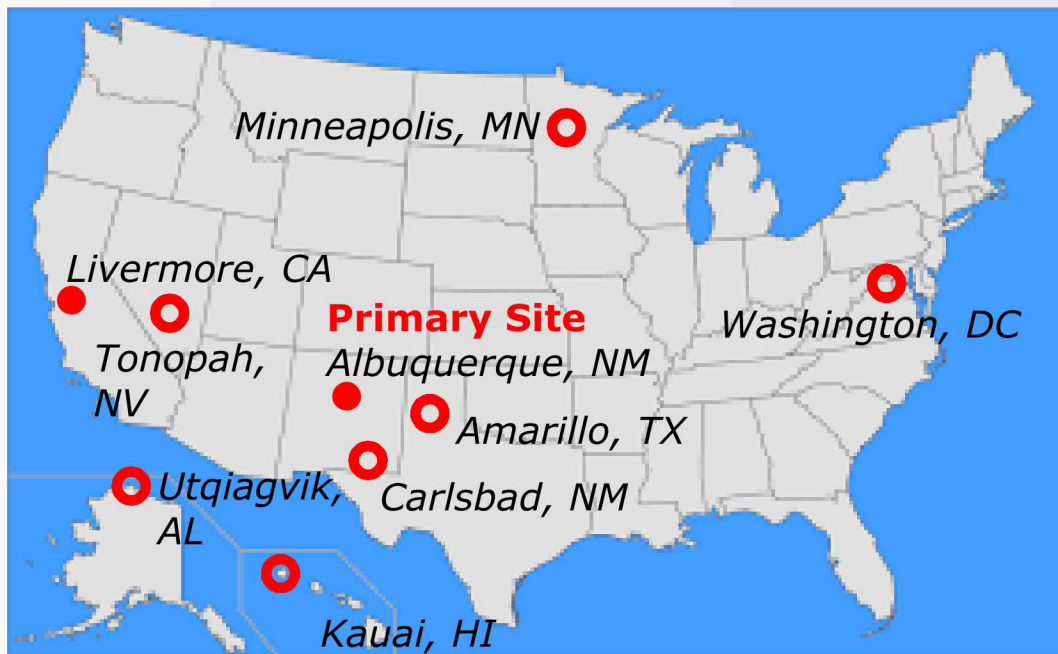 Minneapolis, MN
Livermore, CA
Primary Site
Washington, DC
Tonopah,
NV
Albuquerque, NM
Amarillo, TX
Utqiagvik,
AL
Carlsbad, NM
Kauai, HI